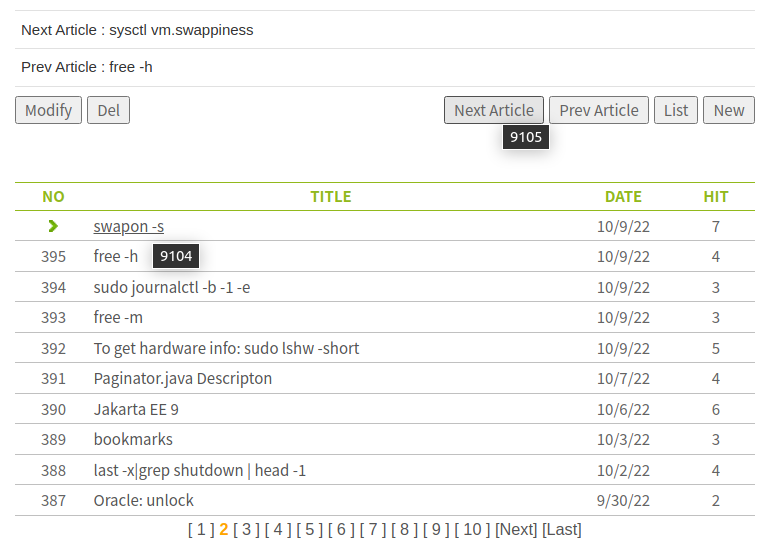 Next Article : sysctl vm.swappiness
Prev Article : free -h
Modify Del Next Article Prev Article List New
9105
NO TITLE DATE HIT
swapon -s 10/9/22 7
395 free -h 9104 10/9/22 4
394 sudo journalctl -b -1 -e 10/9/22 3
393 free -m 10/9/22 3
392 To get hardware info: sudo lshw -short 10/9/22 5
391 Paginator.java Descripton 10/7/22 4
390 Jakarta EE 9 10/6/22 6
389 bookmarks 10/3/22 3
388 last -x|grep shutdown | head -1 10/2/22 4
387 Oracle: unlock 9/30/22 2
[ 1 ] 2 [ 3 ] [ 4 ] [ 5 ] [ 6 ] [ 7 ] [ 8 ] [ 9 ] [ 10 ] [Next] [Last]